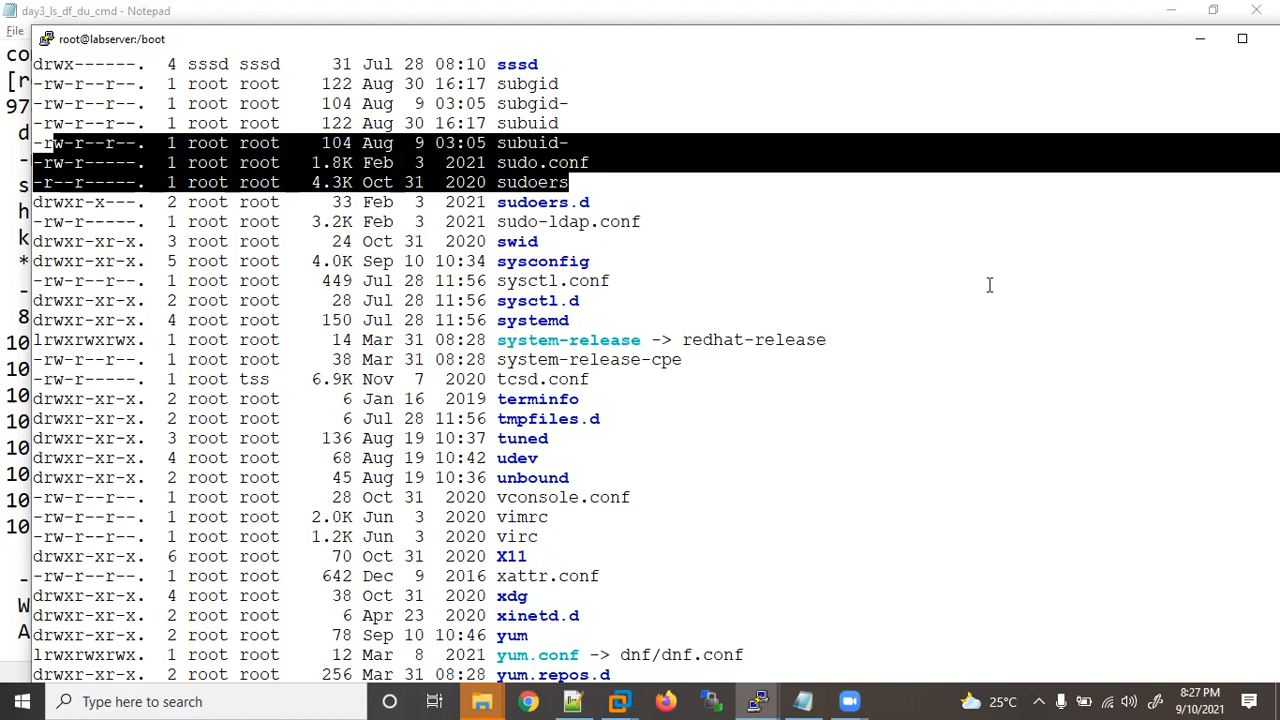 day3_ls_df_du_cmd - Notepad
File
root@labserver:/boot
co
[r
97
d
-
s
h
k
*
-
8
10
10
10
10
10
10
10
10
-
W
A
drwx------. 4 sssd sssd 31 Jul 28 08:10 sssd
-rw-r--r--. 1 root root 122 Aug 30 16:17 subgid
-rw-r--r--. 1 root root 104 Aug 9 03:05 subgid-
-rw-r--r--. 1 root root 122 Aug 30 16:17 subuid
-rw-r--r--. 1 root root 104 Aug 9 03:05 subuid-
-rw-r-----. 1 root root 1.8K Feb 3 2021 sudo.conf
-r--r-----. 1 root root 4.3K Oct 31 2020 sudoers
drwxr-x---. 2 root root 33 Feb 3 2021 sudoers.d
-rw-r-----. 1 root root 3.2K Feb 3 2021 sudo-ldap.conf
drwxr-xr-x. 3 root root 24 Oct 31 2020 swid
drwxr-xr-x. 5 root root 4.0K Sep 10 10:34 sysconfig
-rw-r--r--. 1 root root 449 Jul 28 11:56 sysctl.conf
drwxr-xr-x. 2 root root 28 Jul 28 11:56 sysctl.d
drwxr-xr-x. 4 root root 150 Jul 28 11:56 systemd
lrwxrwxrwx. 1 root root 14 Mar 31 08:28 system-release -> redhat-release
-rw-r--r--. 1 root root 38 Mar 31 08:28 system-release-cpe
-rw-r-----. 1 root tss 6.9K Nov 7 2020 tcsd.conf
drwxr-xr-x. 2 root root 6 Jan 16 2019 terminfo
drwxr-xr-x. 2 root root 6 Jul 28 11:56 tmpfiles.d
drwxr-xr-x. 3 root root 136 Aug 19 10:37 tuned
drwxr-xr-x. 4 root root 68 Aug 19 10:42 udev
drwxr-xr-x. 2 root root 45 Aug 19 10:36 unbound
-rw-r--r--. 1 root root 28 Oct 31 2020 vconsole.conf
-rw-r--r--. 1 root root 2.0K Jun 3 2020 vimrc
-rw-r--r--. 1 root root 1.2K Jun 3 2020 virc
drwxr-xr-x. 6 root root 70 Oct 31 2020 X11
-rw-r--r--. 1 root root 642 Dec 9 2016 xattr.conf
drwxr-xr-x. 4 root root 38 Oct 31 2020 xdg
drwxr-xr-x. 2 root root 6 Apr 23 2020 xinetd.d
drwxr-xr-x. 2 root root 78 Sep 10 10:46 yum
lrwxrwxrwx. 1 root root 12 Mar 8 2021 yum.conf -> dnf/dnf.conf
drwxr-xr-x. 2 root root 256 Mar 31 08:28 yum.repos.d
Type here to search
25°C
8:27 PM
9/10/2021